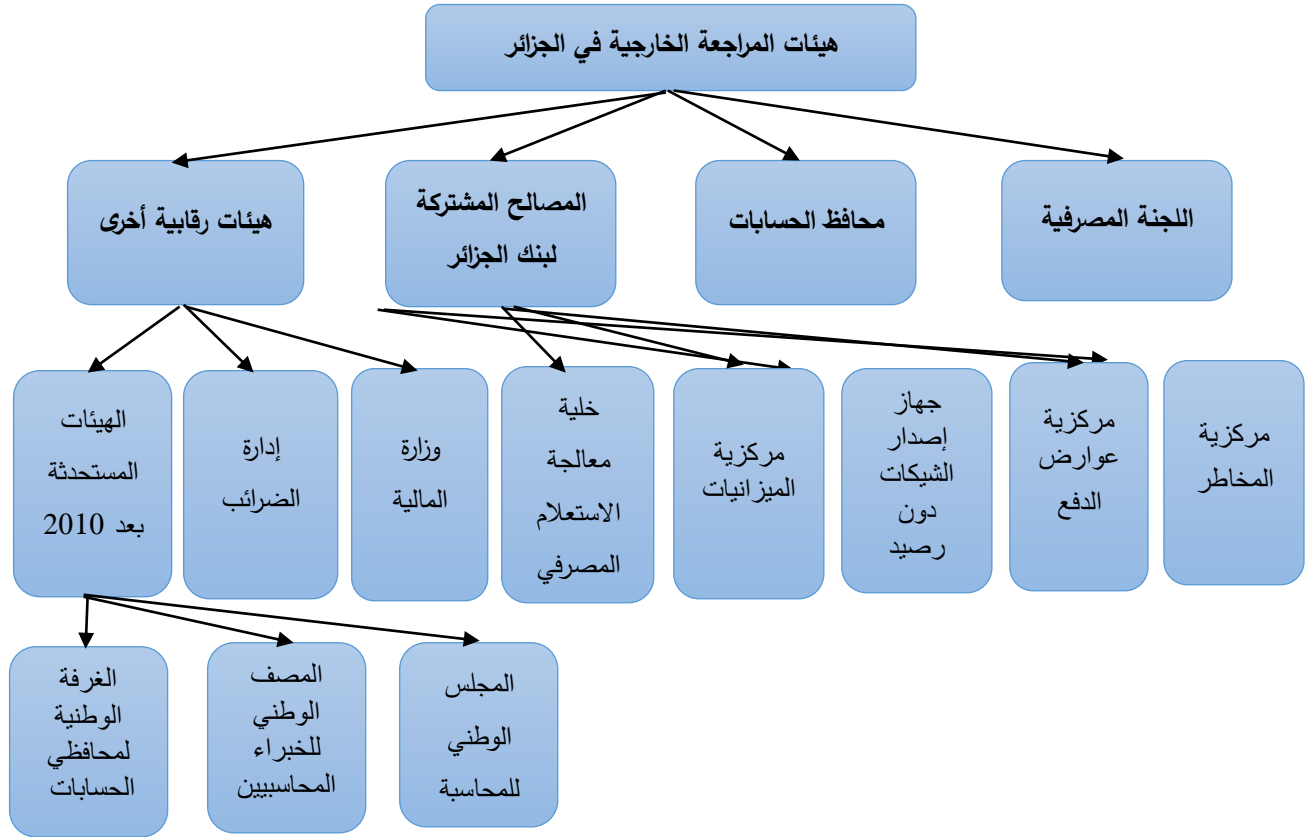 هيئات المراجعة الخارجية في الجزائر
اللجنة المصرفية
محافظ الحسابات
المصالح المشتركة
لبنك الجزائر
هيئات رقابية أخرى
مركزية
المخاطر
مركزية
عوارض
الدفع
جهاز
إصدار
الشيكات
دون
رصيد
مركزية
الميزانيات
خلية
معالجة
الاستعلام
المصرفي
وزارة
المالية
إدارة
الضرائب
الهيئات
المستحدثة
بعد 2010
المجلس
الوطني
للمحاسبة
المصف
الوطني
للخبراء
المحاسبيين
الغرفة
الوطنية
لمحافظي
الحسابات